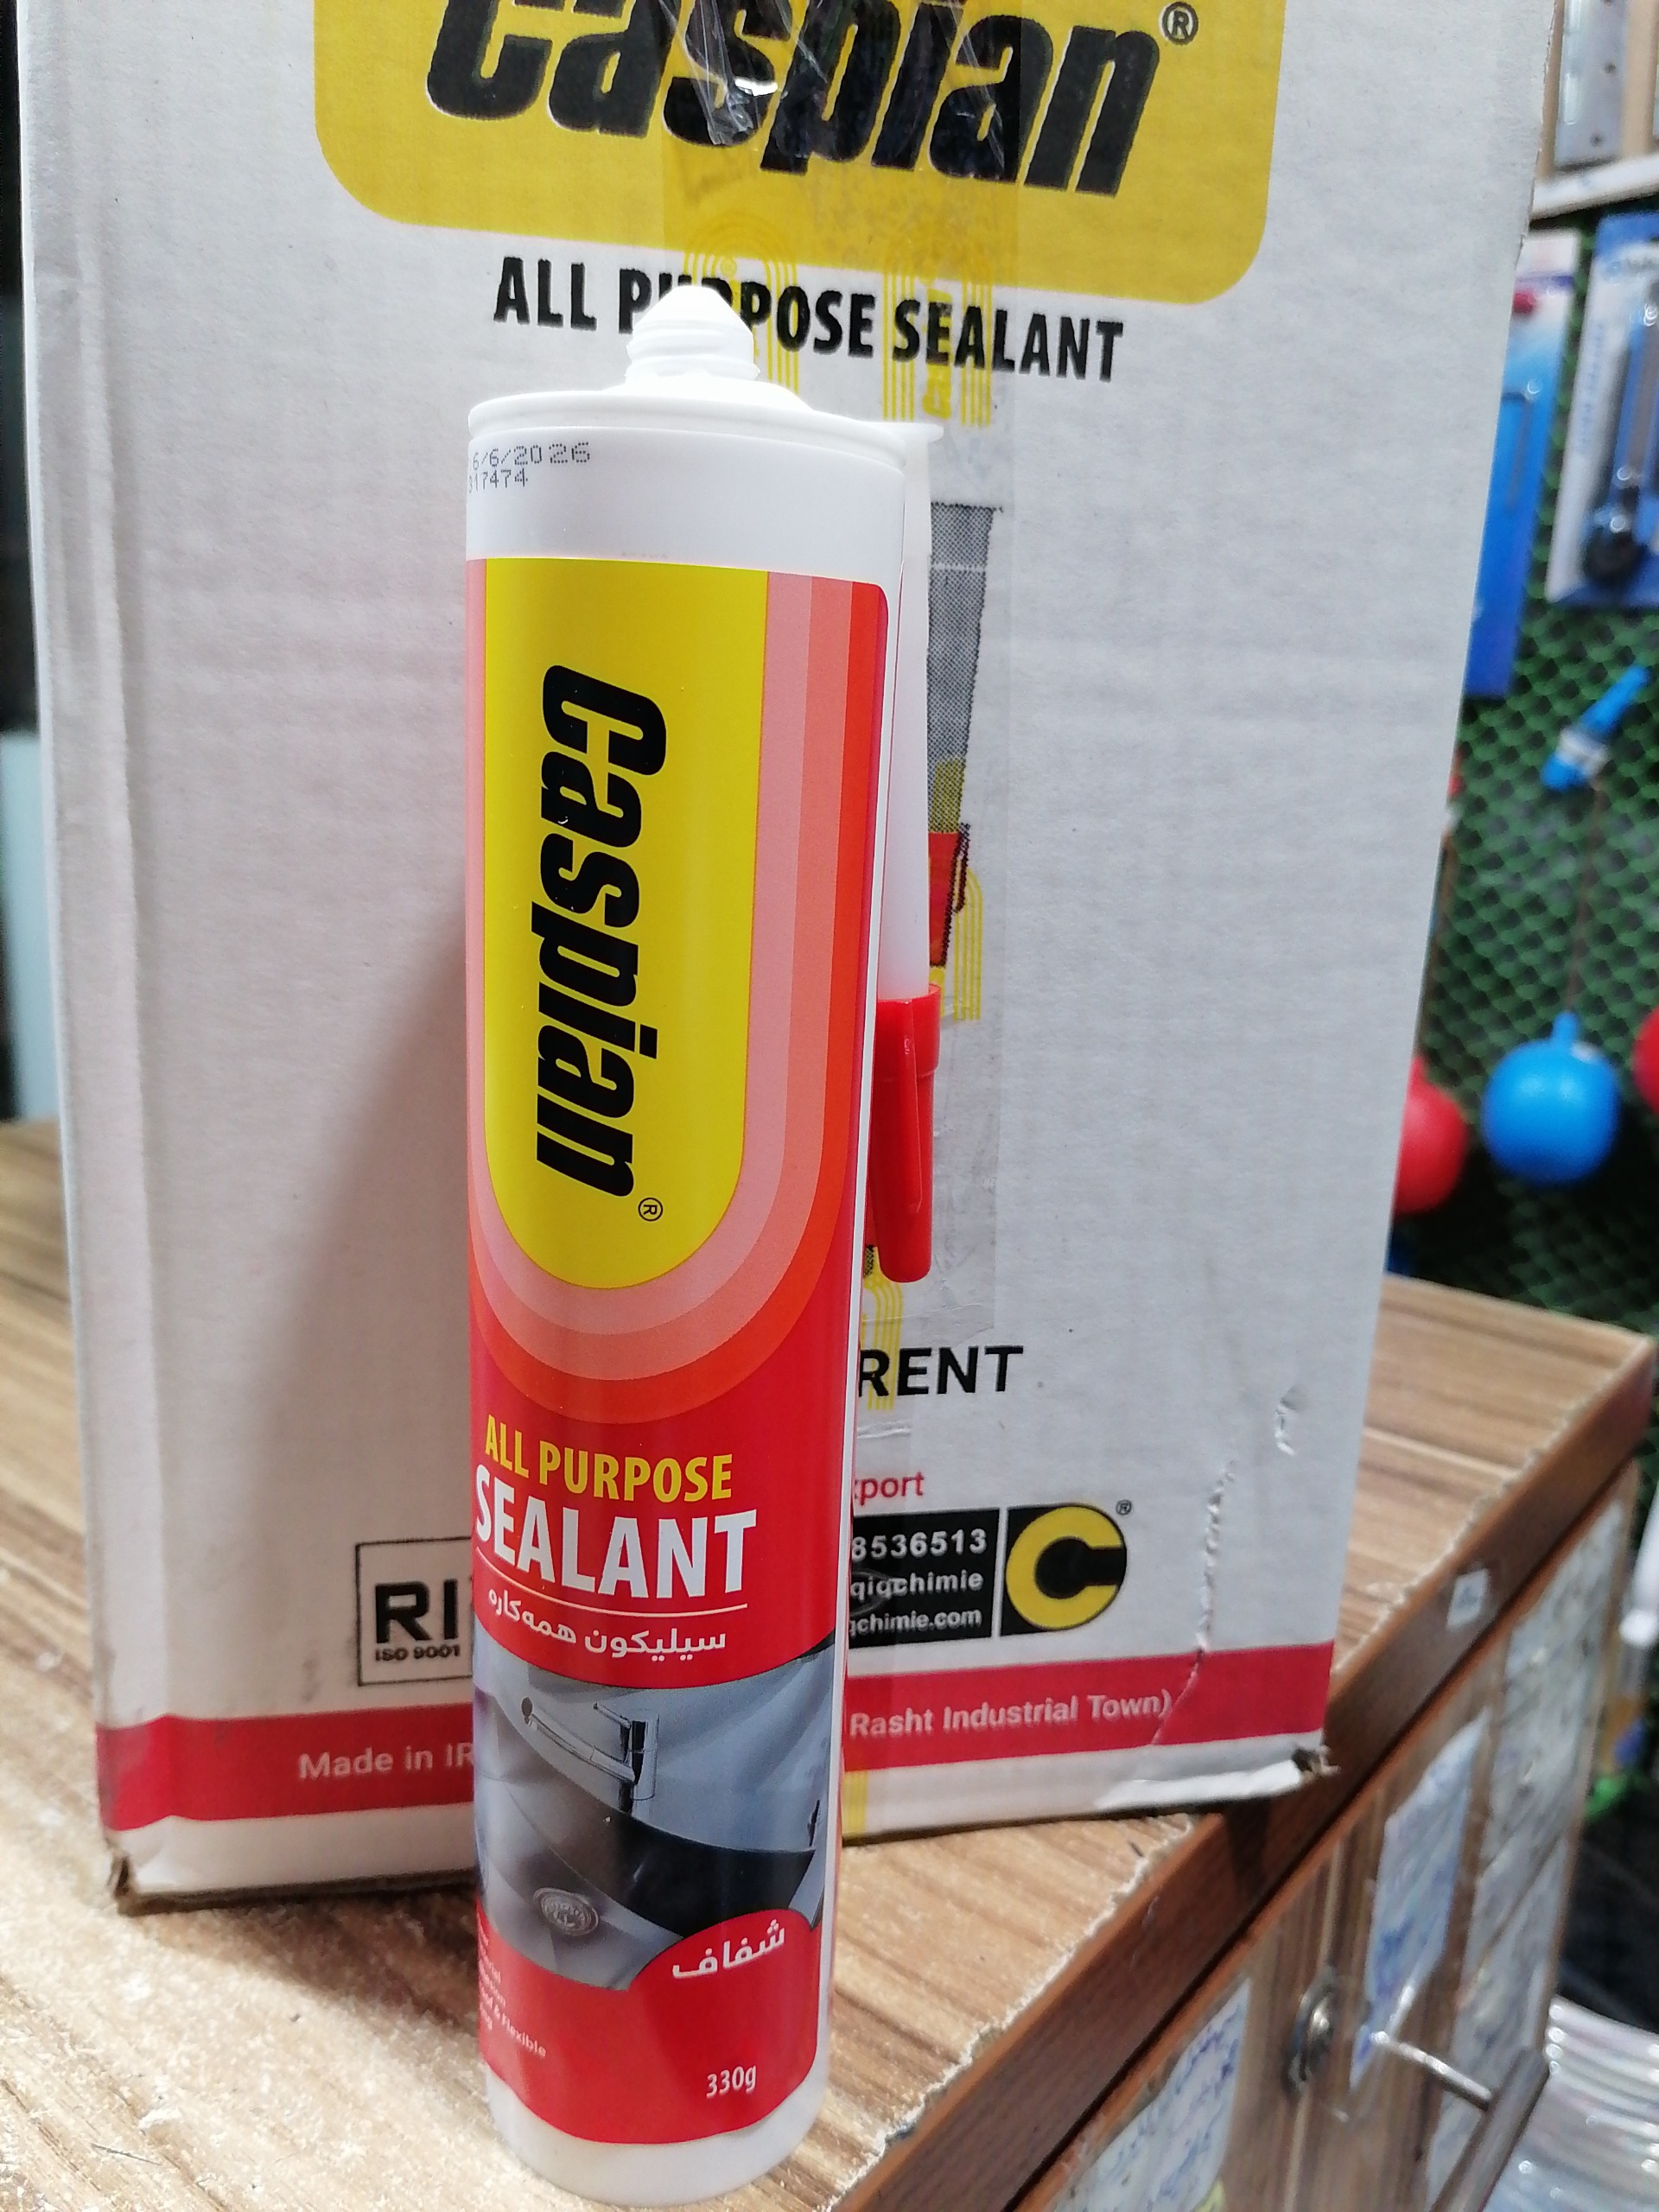 Caspian®
ALL PURPOSE SEALANT
6/6/2026
317474
Caspian®
ALL PURPOSE
SEALANT
سیلیکون همه‌کاره
شفاف
& Flexible
330g
RENT
xport
8536513
qiqchimie
qchimie.com
®
RI
ISO 9001
Made in IR
Rasht Industrial Town)